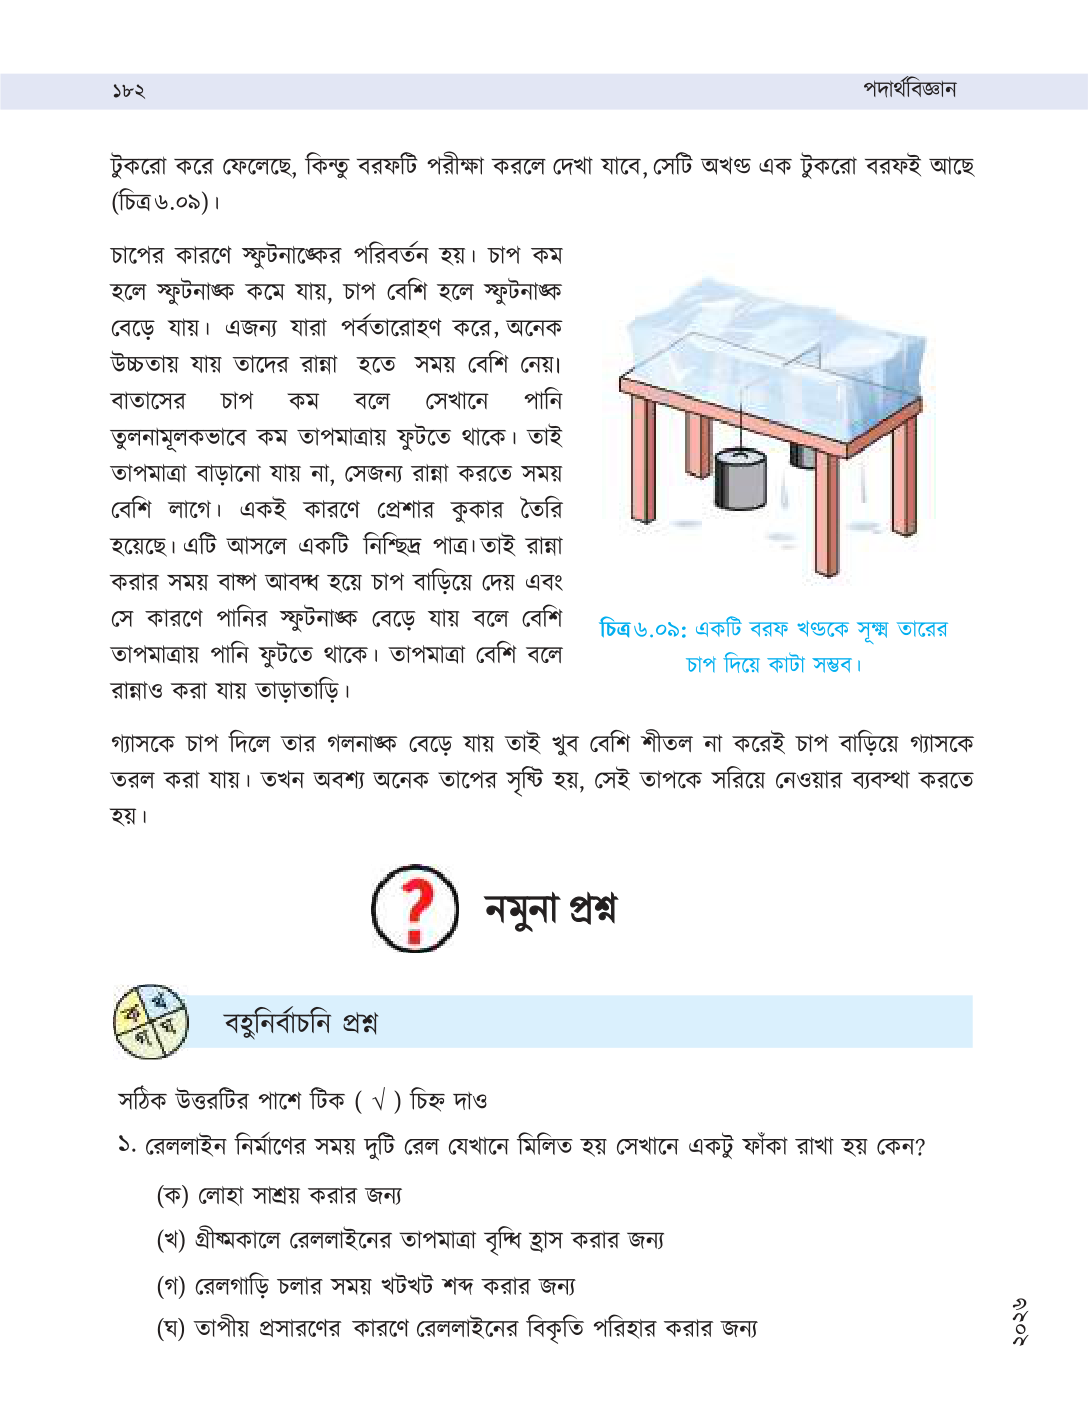 ১৮২
পদার্থবিজ্ঞান
টুকরো করে ফেলেছে, কিন্তু বরফটি পরীক্ষা করলে দেখা যাবে, সেটি অখণ্ড এক টুকরো বরফই আছে
(চিত্র ৬.০৯)।
চাপের কারণে স্ফুটনাঙ্কের পরিবর্তন হয়। চাপ কম
হলে স্ফুটনাঙ্ক কমে যায়, চাপ বেশি হলে স্ফুটনাঙ্ক
বেড়ে যায়। এজন্য যারা পর্বতারোহণ করে, অনেক
উচ্চতায় যায় তাদের রান্না হতে সময় বেশি নেয়।
বাতাসের চাপ কম বলে সেখানে পানি
তুলনামূলকভাবে কম তাপমাত্রায় ফুটতে থাকে। তাই
তাপমাত্রা বাড়ানো যায় না, সেজন্য রান্না করতে সময়
বেশি লাগে। একই কারণে প্রেশার কুকার তৈরি
হয়েছে। এটি আসলে একটি নিশ্ছিদ্র পাত্র। তাই রান্না
করার সময় বাষ্প আবদ্ধ হয়ে চাপ বাড়িয়ে দেয় এবং
সে কারণে পানির স্ফুটনাঙ্ক বেড়ে যায় বলে বেশি
তাপমাত্রায় পানি ফুটতে থাকে। তাপমাত্রা বেশি বলে
রান্নাও করা যায় তাড়াতাড়ি।
চিত্র ৬.০৯: একটি বরফ খণ্ডকে সূক্ষ্ম তারের
চাপ দিয়ে কাটা সম্ভব।
গ্যাসকে চাপ দিলে তার গলনাঙ্ক বেড়ে যায় তাই খুব বেশি শীতল না করেই চাপ বাড়িয়ে গ্যাসকে
তরল করা যায়। তখন অবশ্য অনেক তাপের সৃষ্টি হয়, সেই তাপকে সরিয়ে নেওয়ার ব্যবস্থা করতে
হয়।
? নমুনা প্রশ্ন
ক খ
গ ঘ
বহুনির্বাচনি প্রশ্ন
সঠিক উত্তরটির পাশে টিক ( √ ) চিহ্ন দাও
১. রেললাইন নির্মাণের সময় দুটি রেল যেখানে মিলিত হয় সেখানে একটু ফাঁকা রাখা হয় কেন?
(ক) লোহা সাশ্রয় করার জন্য
(খ) গ্রীষ্মকালে রেললাইনের তাপমাত্রা বৃদ্ধি হ্রাস করার জন্য
(গ) রেলগাড়ি চলার সময় খটখট শব্দ করার জন্য
(ঘ) তাপীয় প্রসারণের কারণে রেললাইনের বিকৃতি পরিহার করার জন্য
২০২৬